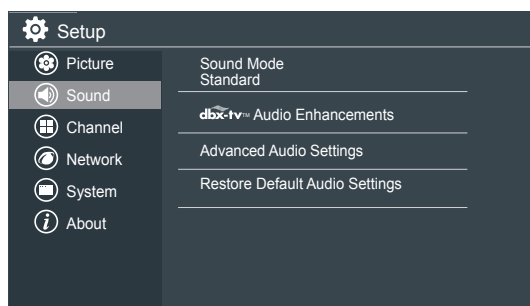 Setup
Picture
Sound
Channel
Network
System
About
Sound Mode
Standard
dbx-tv™ Audio Enhancements
Advanced Audio Settings
Restore Default Audio Settings